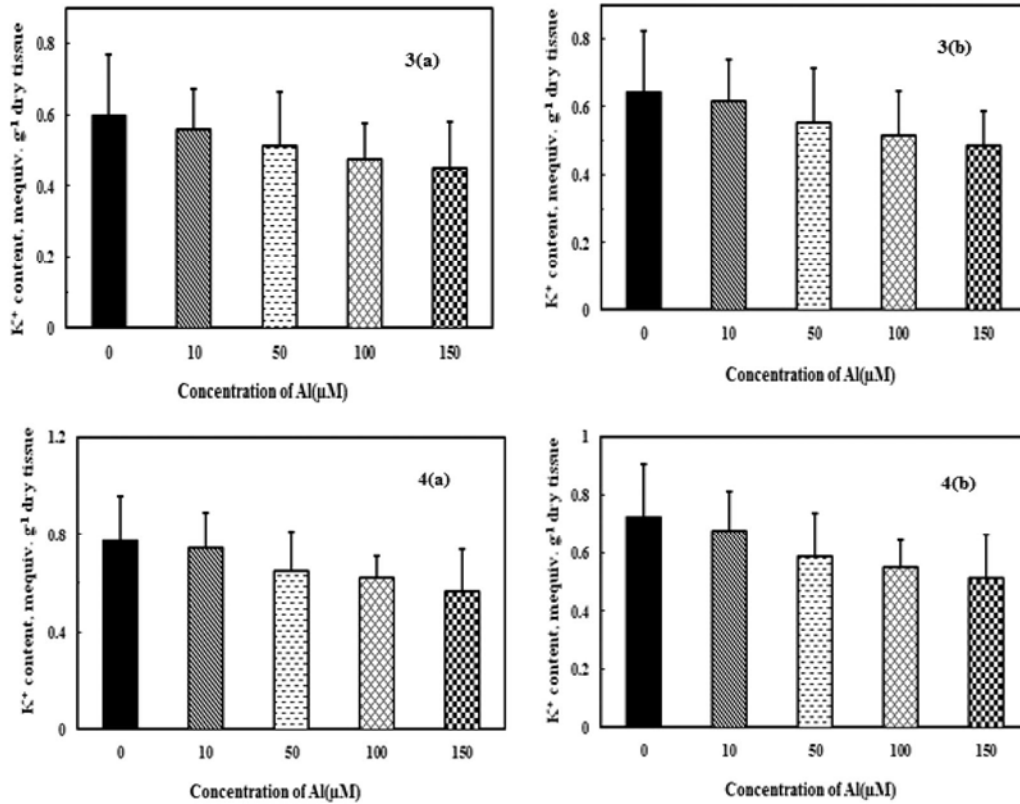 K⁺ content, mequiv. g⁻¹ dry tissue
0.8
0.6
0.4
0.2
0
3(a)
0 10 50 100 150
Concentration of Al(µM)
K⁺ content, mequiv. g⁻¹ dry tissue
0.8
0.6
0.4
0.2
0
3(b)
0 10 50 100 150
Concentration of Al(µM)
K⁺ content, mequiv. g⁻¹ dry tissue
1.2
0.8
0.4
0
4(a)
0 10 50 100 150
Concentration of Al(µM)
K⁺ content, mequiv. g⁻¹ dry tissue
1
0.8
0.6
0.4
0.2
0
4(b)
0 10 50 100 150
Concentration of Al(µM)